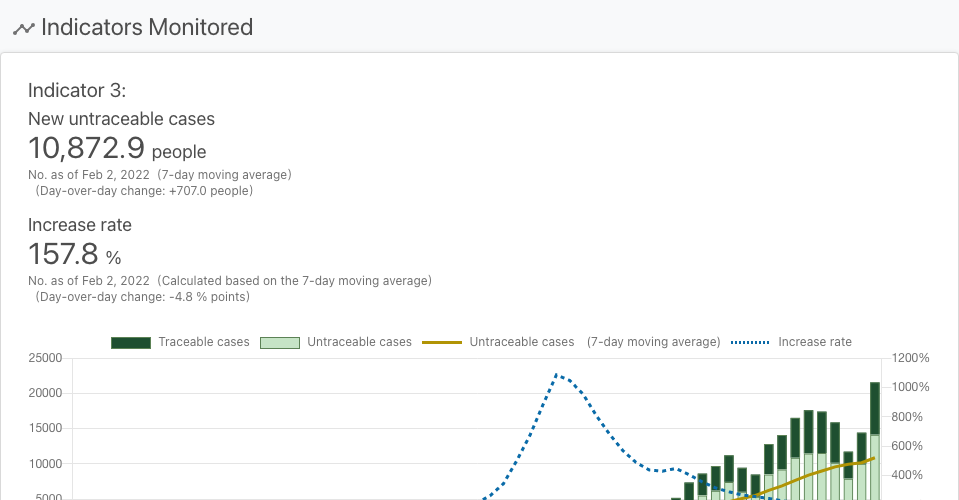 Indicators Monitored
Indicator 3:
New untraceable cases
10,872.9 people
No. as of Feb 2, 2022 (7-day moving average)
(Day-over-day change: +707.0 people)
Increase rate
157.8 %
No. as of Feb 2, 2022 (Calculated based on the 7-day moving average)
(Day-over-day change: -4.8 % points)
Traceable cases Untraceable cases Untraceable cases (7-day moving average) Increase rate
25000 1200%
20000 1000%
15000 800%
10000 600%
5000 400%